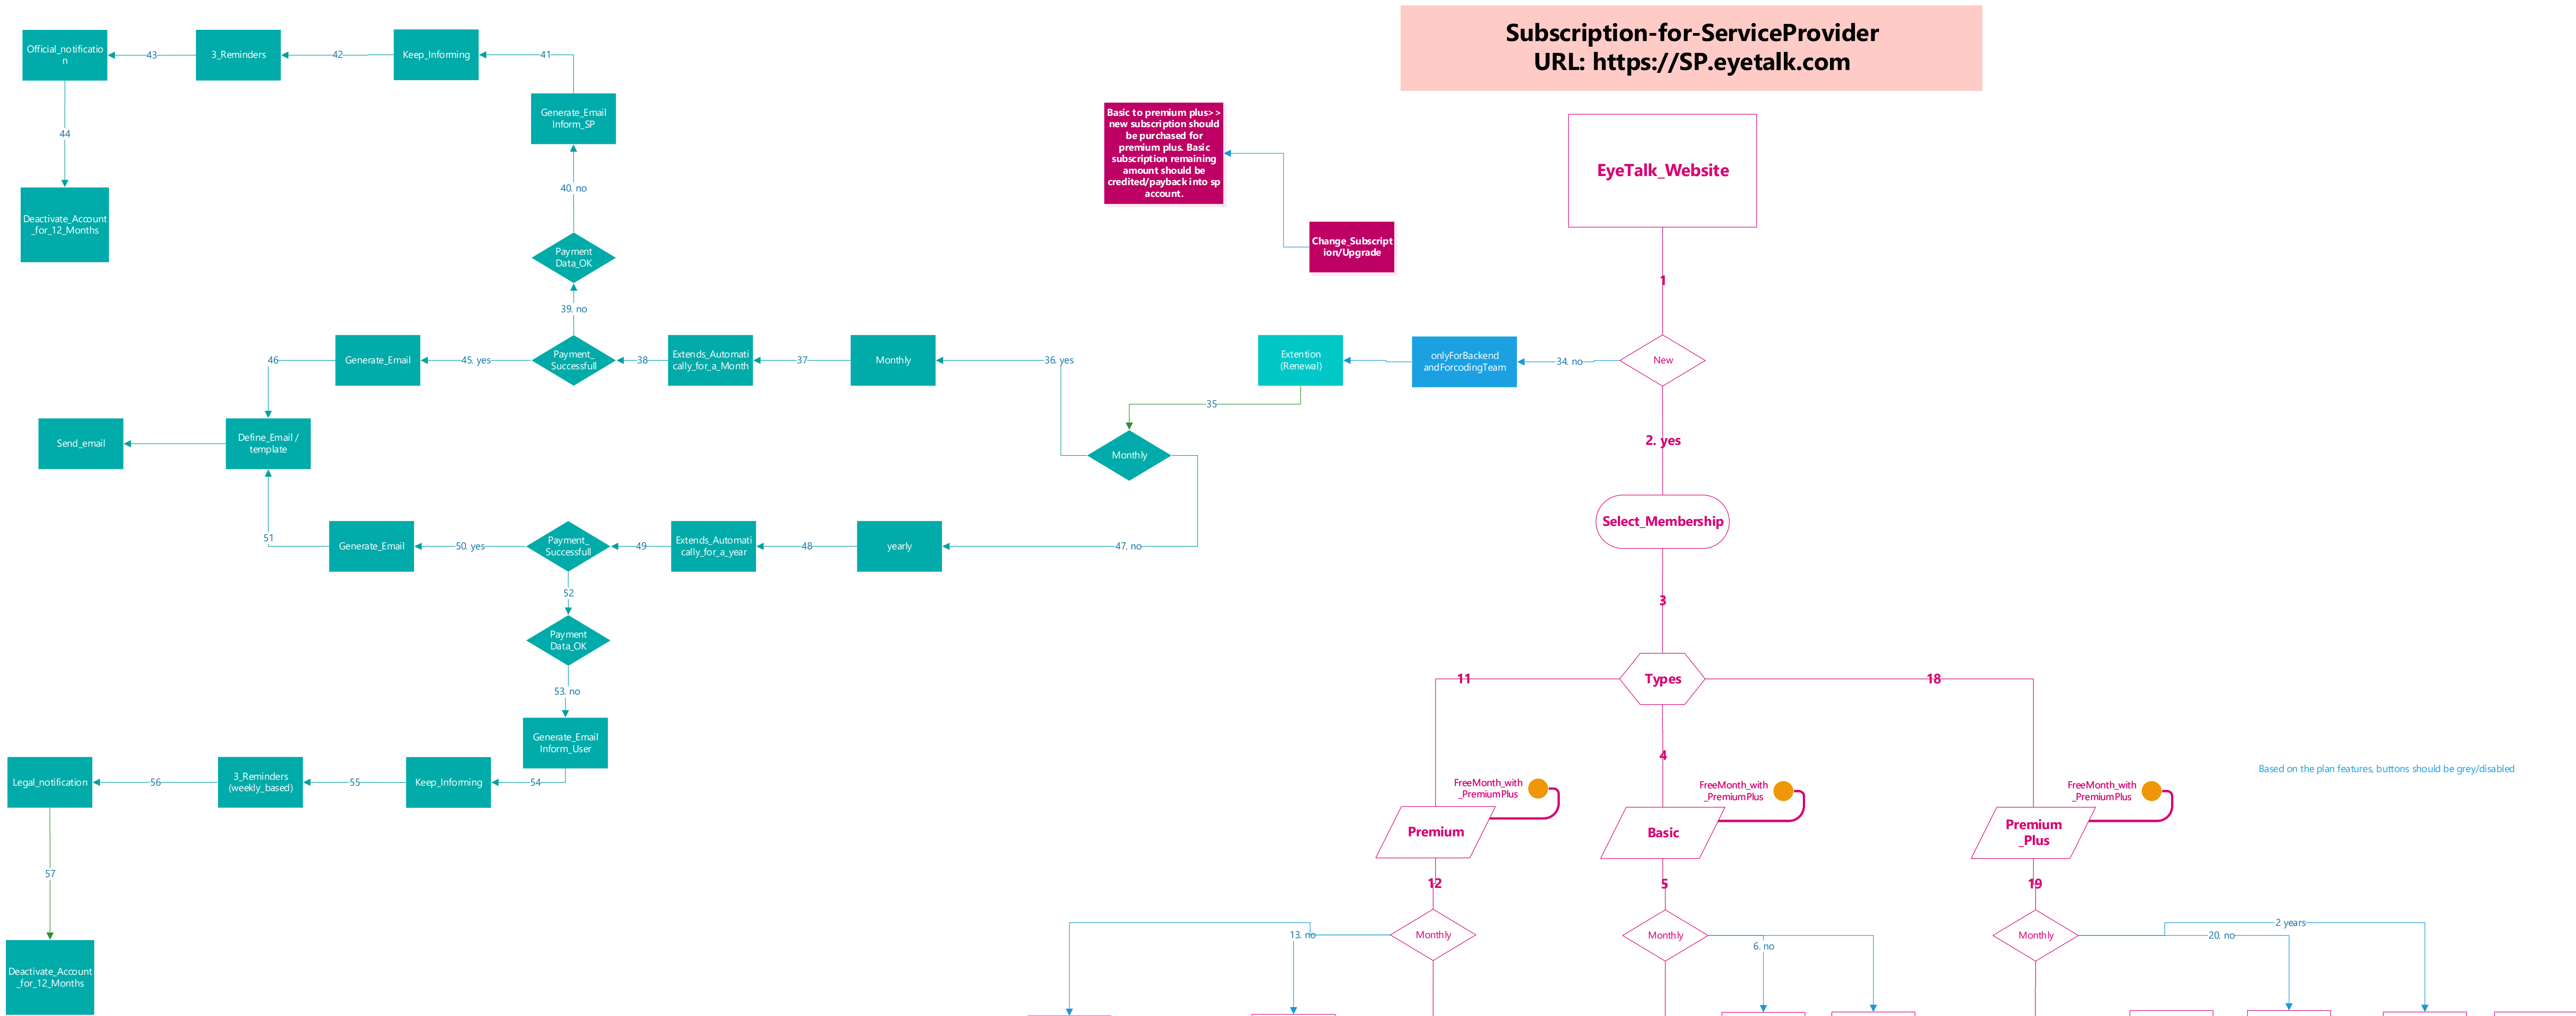 Subscription-for-ServiceProvider
URL: https://SP.eyetalk.com
Official_notificatio
n
43
3_Reminders
42
Keep_Informing
41
Generate_Email
Inform_SP
44
Deactivate_Account
_for_12_Months
40. no
Payment
Data_OK
39. no
Basic to premium plus>>
new subscription should
be purchased for
premium plus. Basic
subscription remaining
amount should be
credited/payback into sp
account.
Change_Subscript
ion/Upgrade
EyeTalk_Website
1
New
34. no
onlyForBackend
andForcodingTeam
Extention
(Renewal)
35
Monthly
36. yes
Monthly
37
Extends_Automati
cally_for_a_Month
38
Payment_
Successfull
45. yes
Generate_Email
46
Define_Email /
template
Send_email
2. yes
Select_Membership
3
47. no
yearly
48
Extends_Automati
cally_for_a_year
49
Payment_
Successfull
50. yes
Generate_Email
51
52
Payment
Data_OK
53. no
Generate_Email
Inform_User
54
Keep_Informing
55
3_Reminders
(weekly_based)
56
Legal_notification
57
Deactivate_Account
_for_12_Months
Types
11
4
18
FreeMonth_with
_PremiumPlus
Premium
12
Monthly
13. no
FreeMonth_with
_PremiumPlus
Basic
5
Monthly
6. no
FreeMonth_with
_PremiumPlus
Premium
_Plus
19
Monthly
20. no
2 years
Based on the plan features, buttons should be grey/disabled